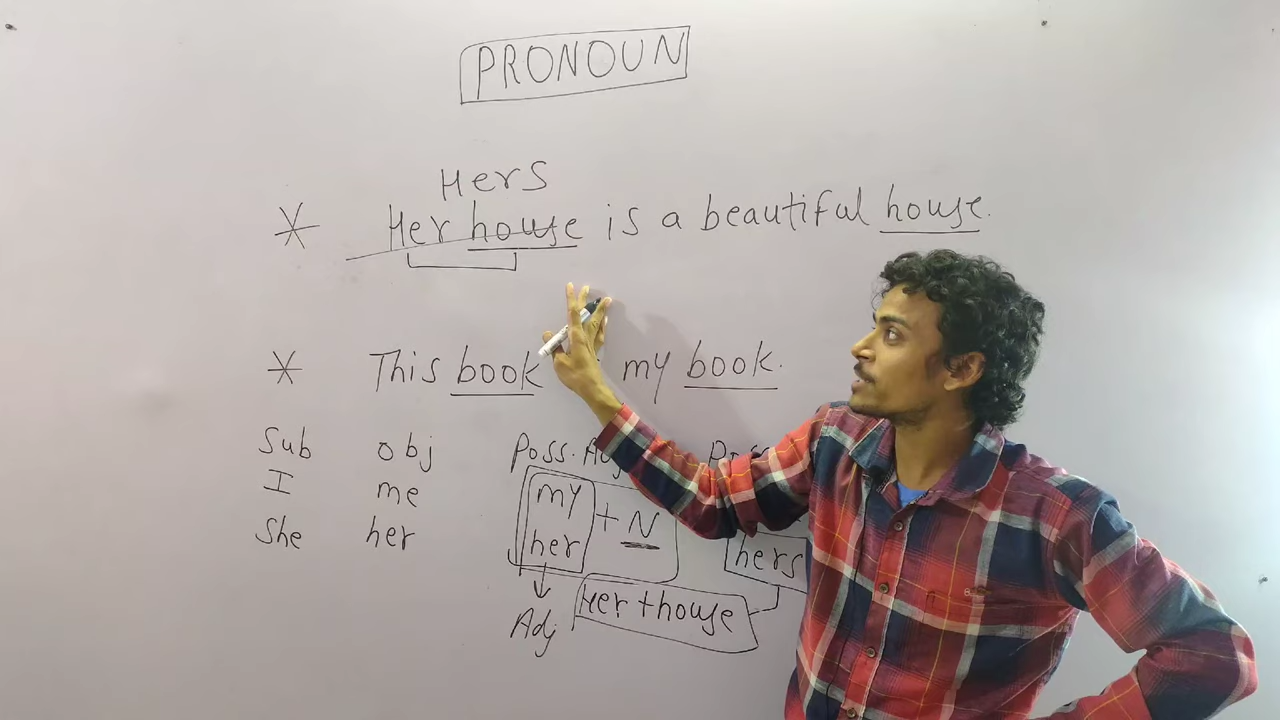 PRONOUN
Hers
* Her house is a beautiful house.
* This book my book.
Sub obj Poss.
I me my + N
She her her hers
Adj Her + house